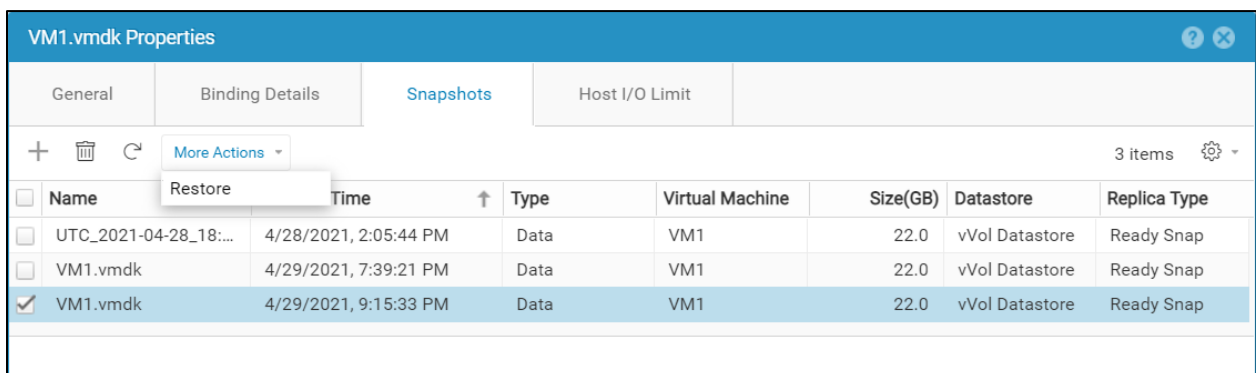 VM1.vmdk Properties
General Binding Details Snapshots Host I/O Limit
More Actions 3 items
Restore
Name Time Type Virtual Machine Size(GB) Datastore Replica Type
UTC_2021-04-28_18:... 4/28/2021, 2:05:44 PM Data VM1 22.0 vVol Datastore Ready Snap
VM1.vmdk 4/29/2021, 7:39:21 PM Data VM1 22.0 vVol Datastore Ready Snap
VM1.vmdk 4/29/2021, 9:15:33 PM Data VM1 22.0 vVol Datastore Ready Snap